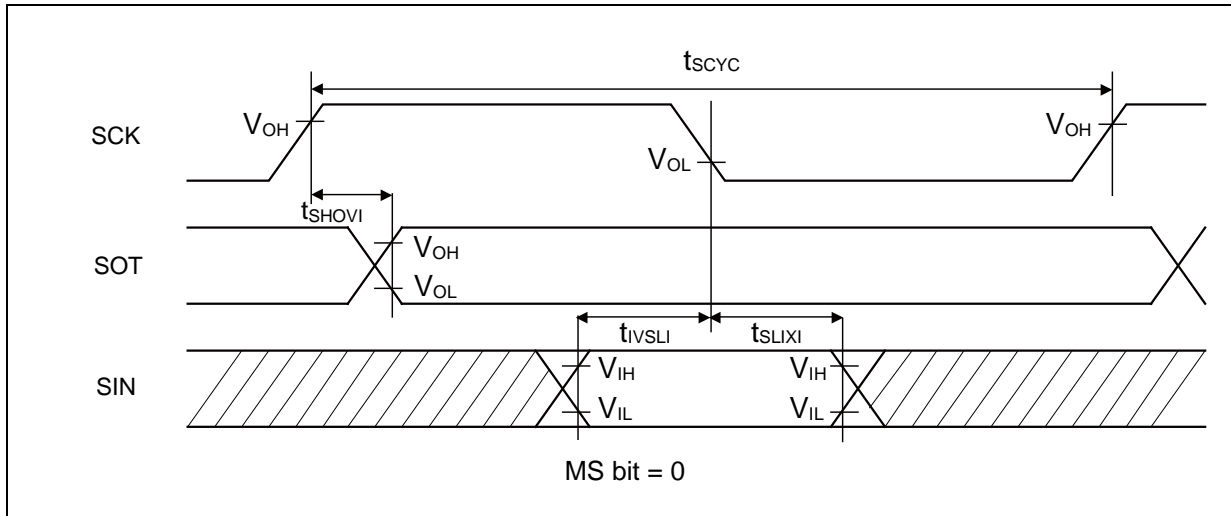 tSCYC
SCK
VOH
VOL
VOH
tSHOVI
SOT
VOH
VOL
tIVSLI
tSLIXI
SIN
VIH
VIL
VIH
VIL
MS bit = 0